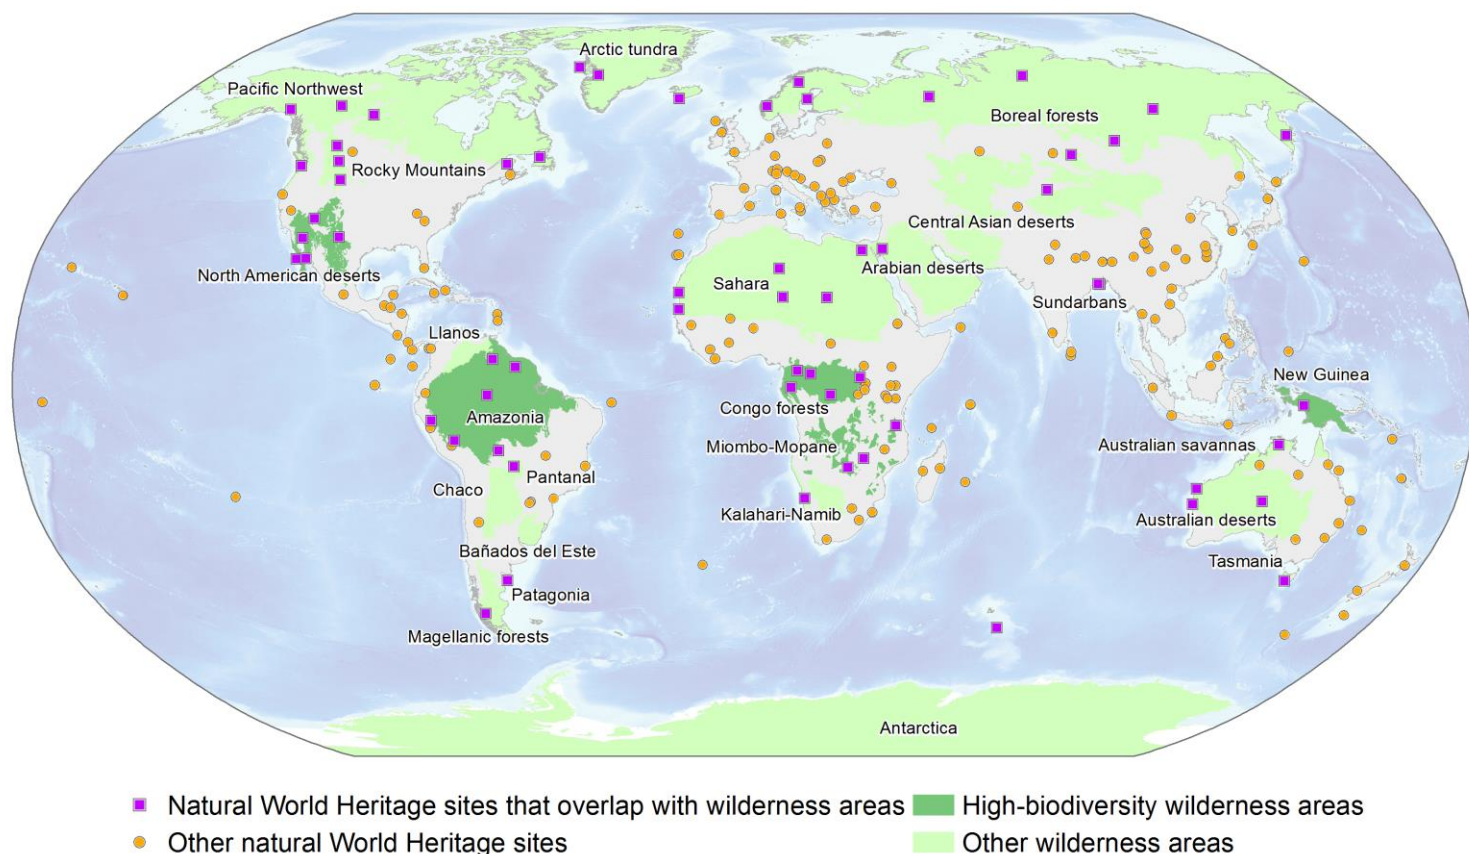 Arctic tundra
Pacific Northwest
Boreal forests
Rocky Mountains
Central Asian deserts
North American deserts
Sahara
Arabian deserts
Sundarbans
Llanos
New Guinea
Amazonia
Congo forests
Miombo-Mopane
Australian savannas
Pantanal
Chaco
Kalahari-Namib
Australian deserts
Bañados del Este
Tasmania
Patagonia
Magellanic forests
Antarctica
Natural World Heritage sites that overlap with wilderness areas
High-biodiversity wilderness areas
Other natural World Heritage sites
Other wilderness areas